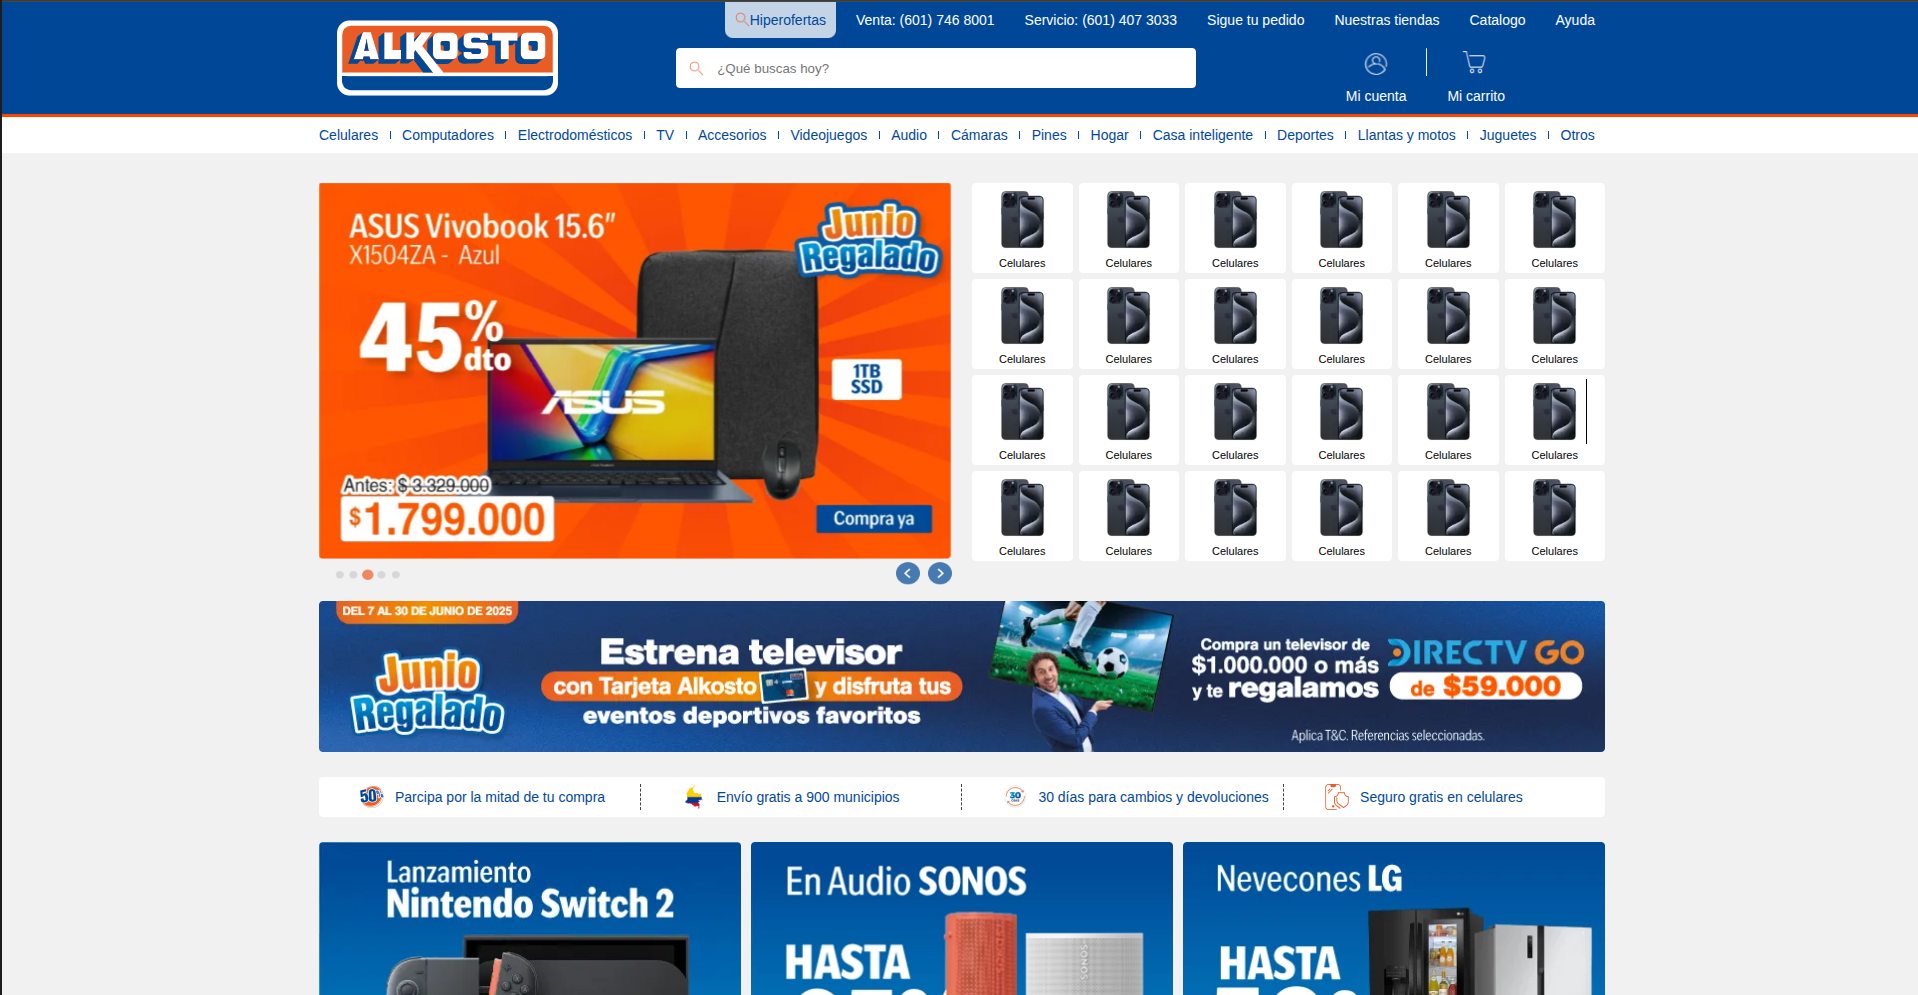 Hiperofertas Venta: (601) 746 8001 Servicio: (601) 407 3033 Sigue tu pedido Nuestras tiendas Catalogo Ayuda
ALKOSTO
¿Qué buscas hoy?
Mi cuenta Mi carrito
Celulares Computadores Electrodomésticos TV Accesorios Videojuegos Audio Cámaras Pines Hogar Casa inteligente Deportes Llantas y motos Juguetes Otros
ASUS Vivobook 15.6”
X1504ZA - Azul
Junio
Regalado
45%
dto
ASUS
1TB
SSD
Antes: $ 3.329.000
$1.799.000
Compra ya
Celulares Celulares Celulares Celulares Celulares Celulares
Celulares Celulares Celulares Celulares Celulares Celulares
Celulares Celulares Celulares Celulares Celulares Celulares
Celulares Celulares Celulares Celulares Celulares Celulares
DEL 7 AL 30 DE JUNIO DE 2025
Junio
Regalado
Estrena televisor
con Tarjeta Alkosto y disfruta tus
eventos deportivos favoritos
Compra un televisor de
$1.000.000 o más
y te regalamos
DIRECTV GO
de $59.000
Aplica T&C. Referencias seleccionadas.
50% Parcipa por la mitad de tu compra
Envío gratis a 900 municipios
30 30 días para cambios y devoluciones
Seguro gratis en celulares
Lanzamiento
Nintendo Switch 2
En Audio SONOS
HASTA
SONOS
Nevecones LG
HASTA